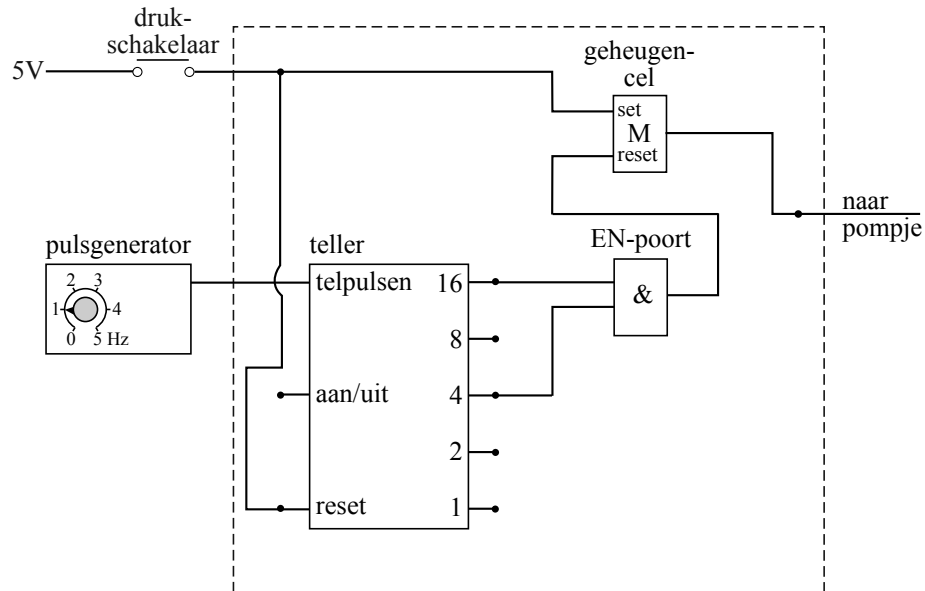 druk-
schakelaar
5V
geheugen-
cel
set
M
reset
naar
pompje
EN-poort
&
pulsgenerator
2 3
1 4
0 5 Hz
teller
telpulsen 16
8
aan/uit 4
2
reset 1